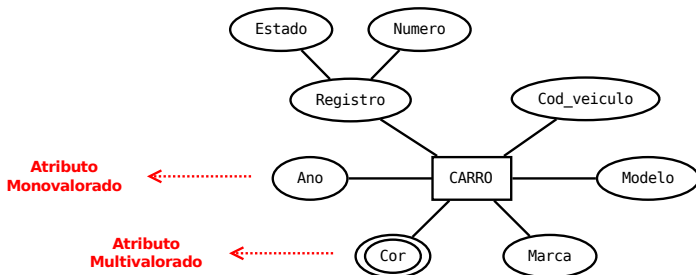 Estado
Numero
Registro
Cod_veiculo
Atributo
Monovalorado
Ano
CARRO
Modelo
Atributo
Multivalorado
Cor
Marca